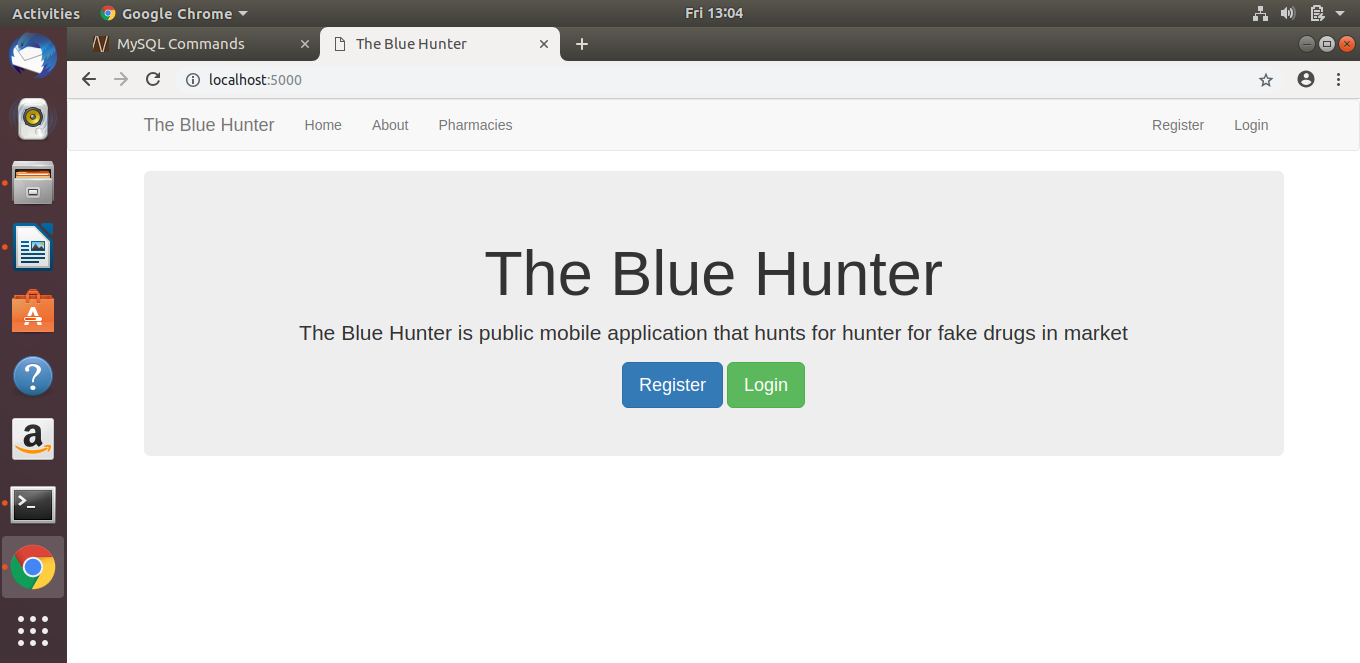 Activities Google Chrome Fri 13:04
MySQL Commands The Blue Hunter
localhost:5000
The Blue Hunter Home About Pharmacies Register Login
The Blue Hunter
The Blue Hunter is public mobile application that hunts for hunter for fake drugs in market
Register Login